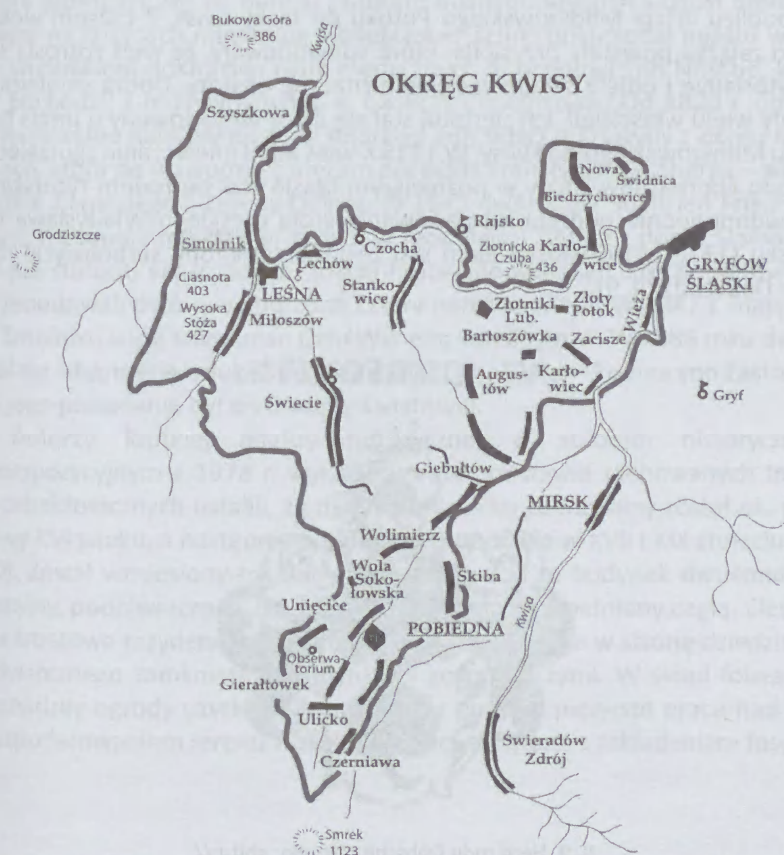 Bukowa Góra
386
Kwisa
OKRĘG KWISY
Szyszkowa
Nowa
Świdnica
Biedrzychowice
Grodziszcze
Smolnik
Rajsko
Czocha
Złotnicka
Czuba 436
Karło-
wice
GRYFÓW
ŚLĄSKI
Lechów
Ciasnota
403
LEŚNA
Stanko-
wice
Wieża
Wysoka
Stóża
427
Miłoszów
Złotniki
Lub.
Złoty
Potok
Bartoszówka
Zacisze
Augus-
tów
Karło-
wiec
Gryf
Świecie
Giebułtów
MIRSK
Wolimierz
Wola
Soko-
łowska
Skiba
Kwisa
Unięcice
POBIEDNA
Obserwa-
torium
Gierałtówek
Ulicko
Czerniawa
Świeradów
Zdrój
Smrek
1123